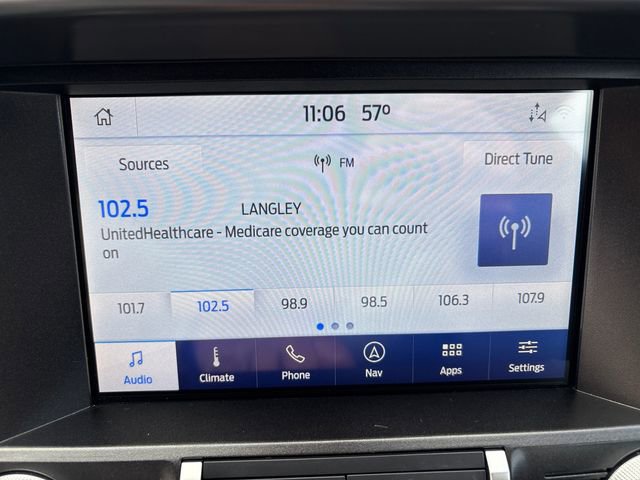 11:06 57º
Sources FM Direct Tune
102.5 LANGLEY
UnitedHealthcare - Medicare coverage you can count
on
101.7 102.5 98.9 98.5 106.3 107.9
Audio Climate Phone Nav Apps Settings